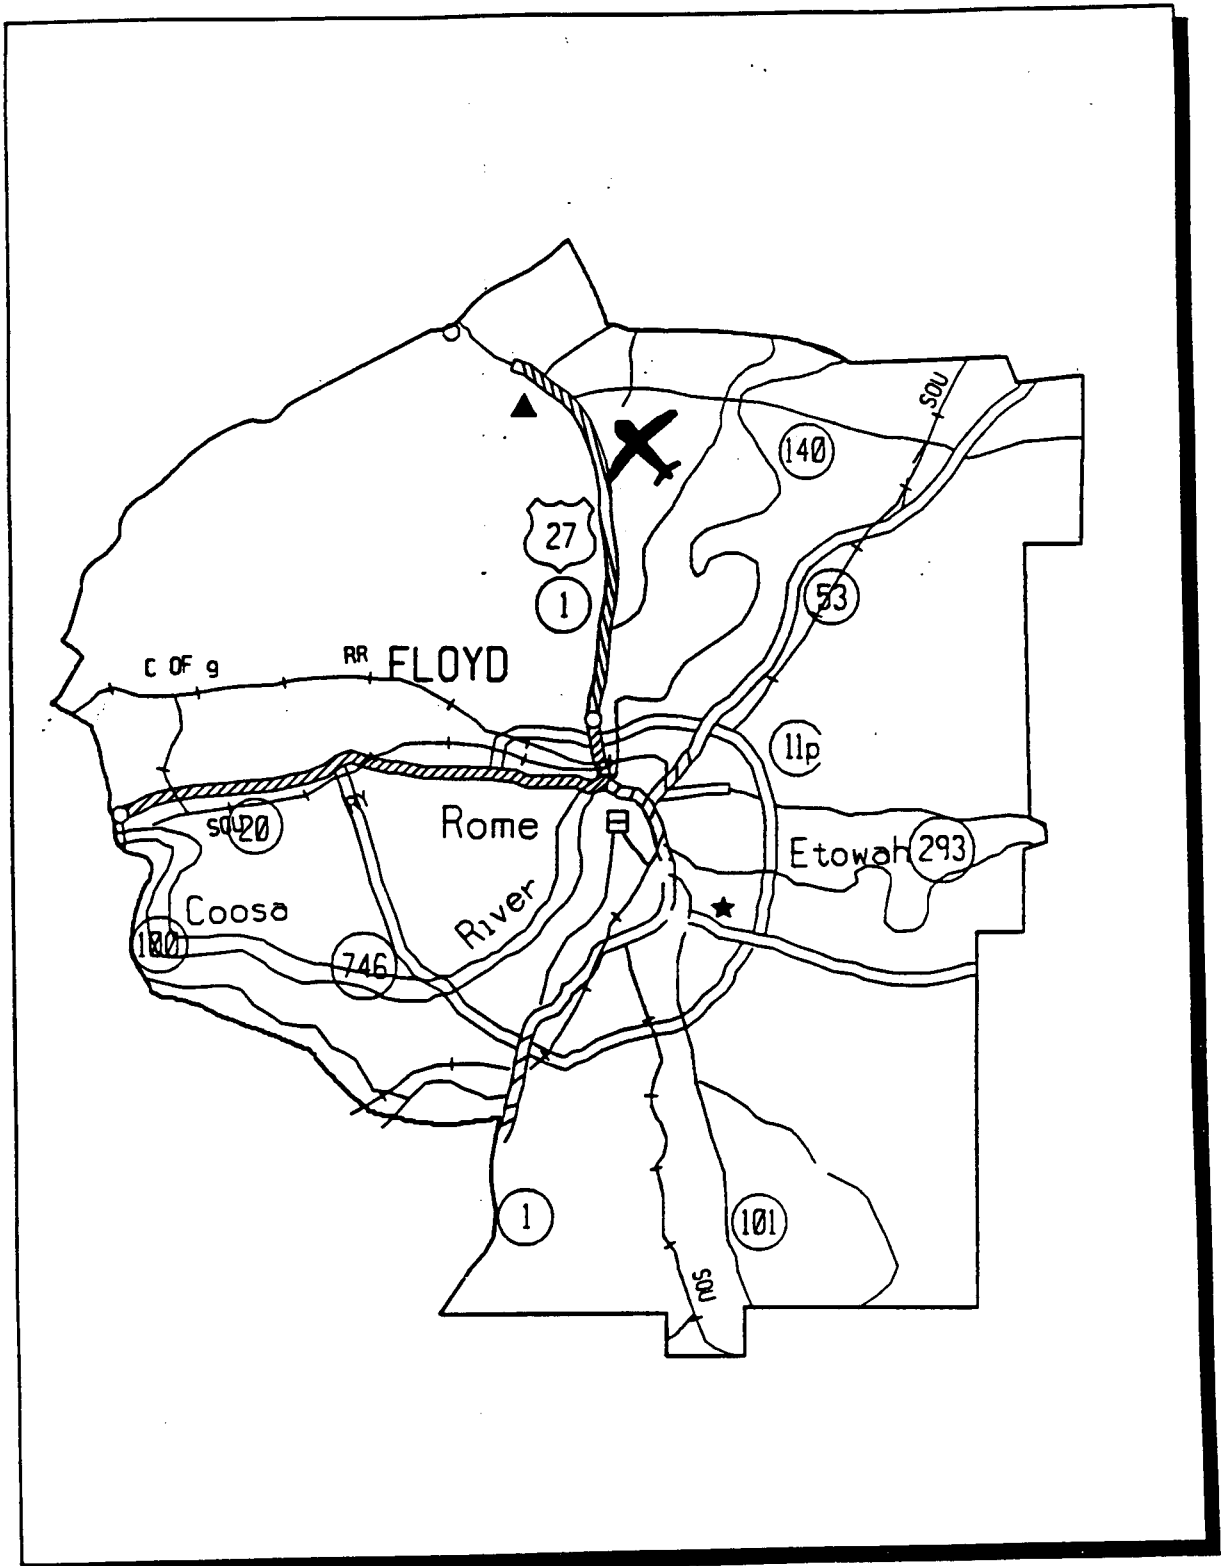 SOU
140
27
1
53
C OF g
RR
FLOYD
11p
Rome
sou
20
Etowah
293
Coosa
River
100
746
1
101
SOU